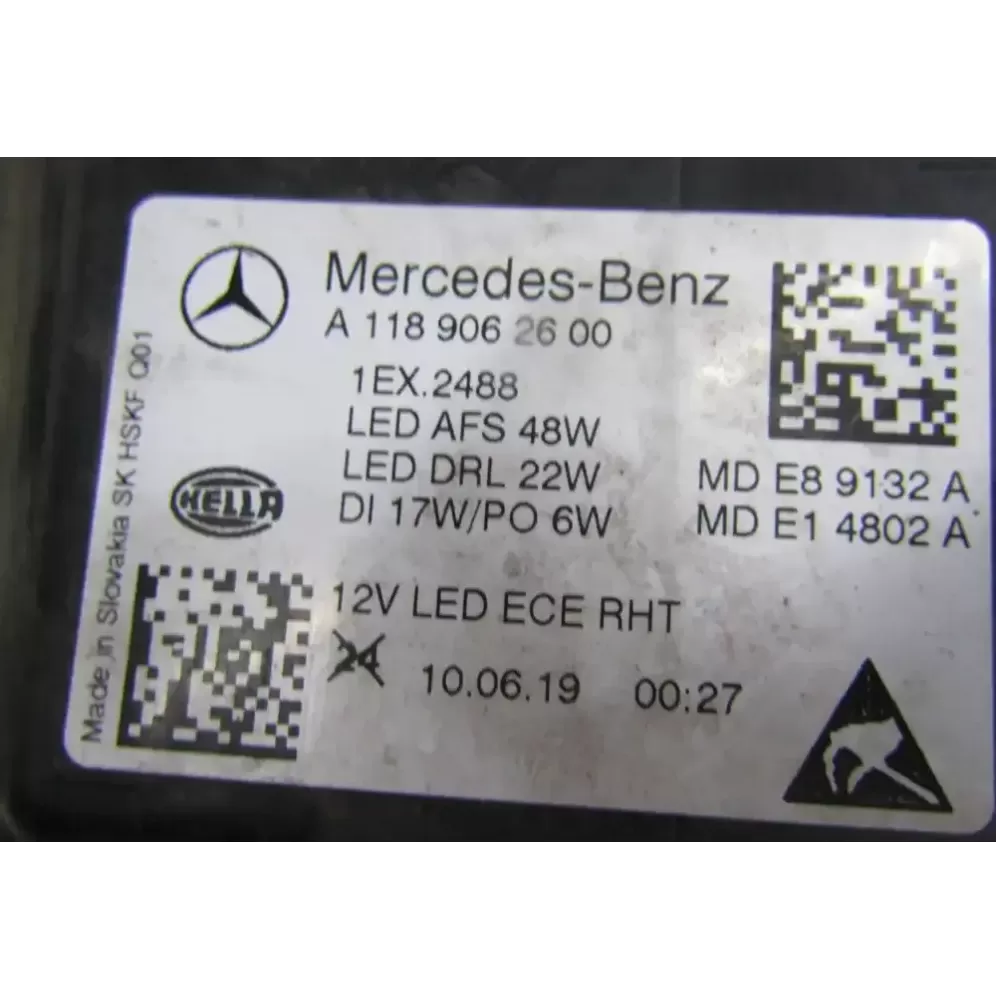 Mercedes-Benz
A 118 906 26 00
1EX.2488
LED AFS 48W
LED DRL 22W
DI 17W/PO 6W
MD E8 9132 A
MD E1 4802 A
HELLA
12V LED ECE RHT
24
10.06.19 00:27
Made in Slovakia SK HSKF Q01